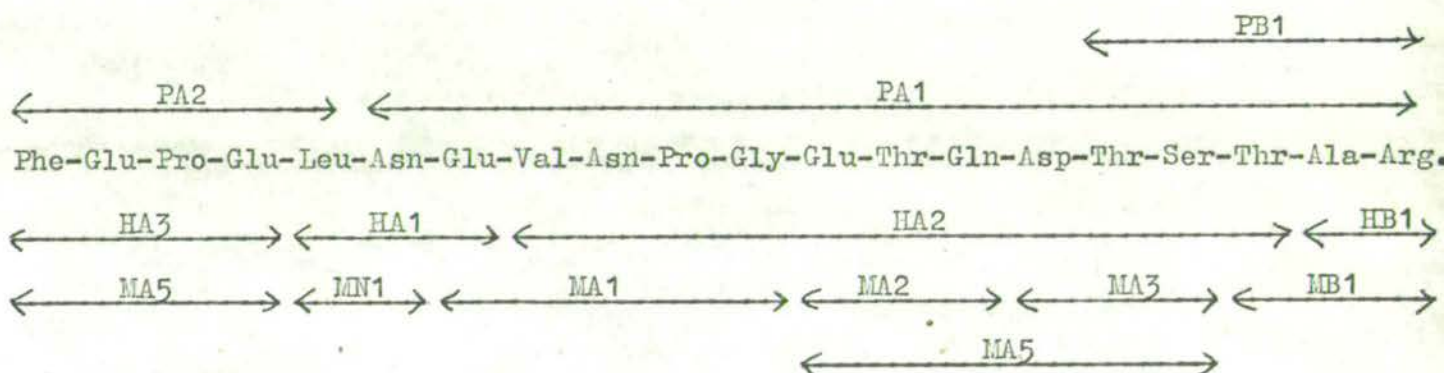 PB1
PA2 PA1
Phe-Glu-Pro-Glu-Leu-Asn-Glu-Val-Asn-Pro-Gly-Glu-Thr-Gln-Asp-Thr-Ser-Thr-Ala-Arg.
HA3 HA1 HA2 HB1
MA5 MN1 MA1 MA2 MA3 MB1
MA5